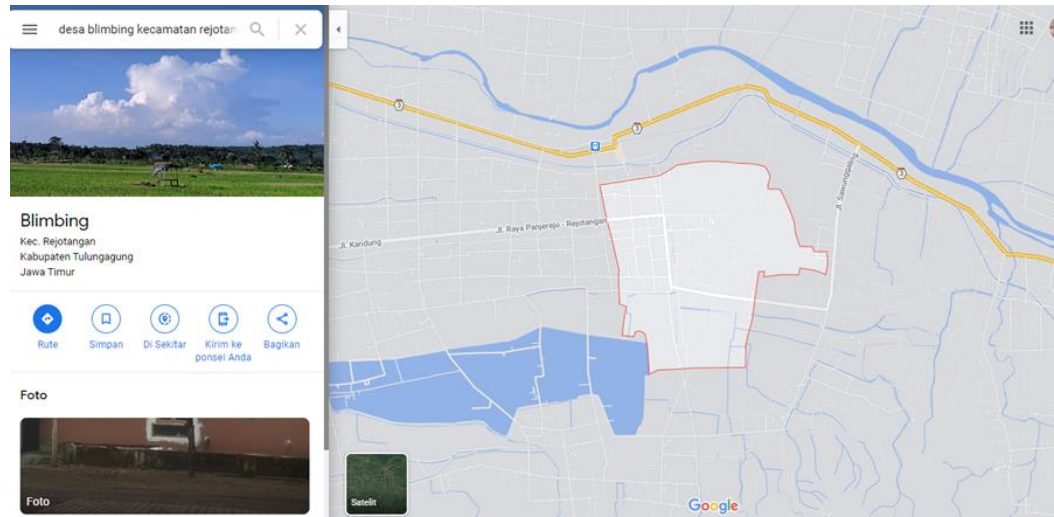 desa blimbing kecamatan rejotan
Blimbing
Kec. Rejotangan
Kabupaten Tulungagung
Jawa Timur
Rute
Simpan
Di Sekitar
Kirim ke
ponsel Anda
Bagikan
Foto
Foto
3
3
3
Jl. Sawunggaling
Jl. Raya Panjerejo - Rejotangan
Jl. Kandung
Satelit
Google